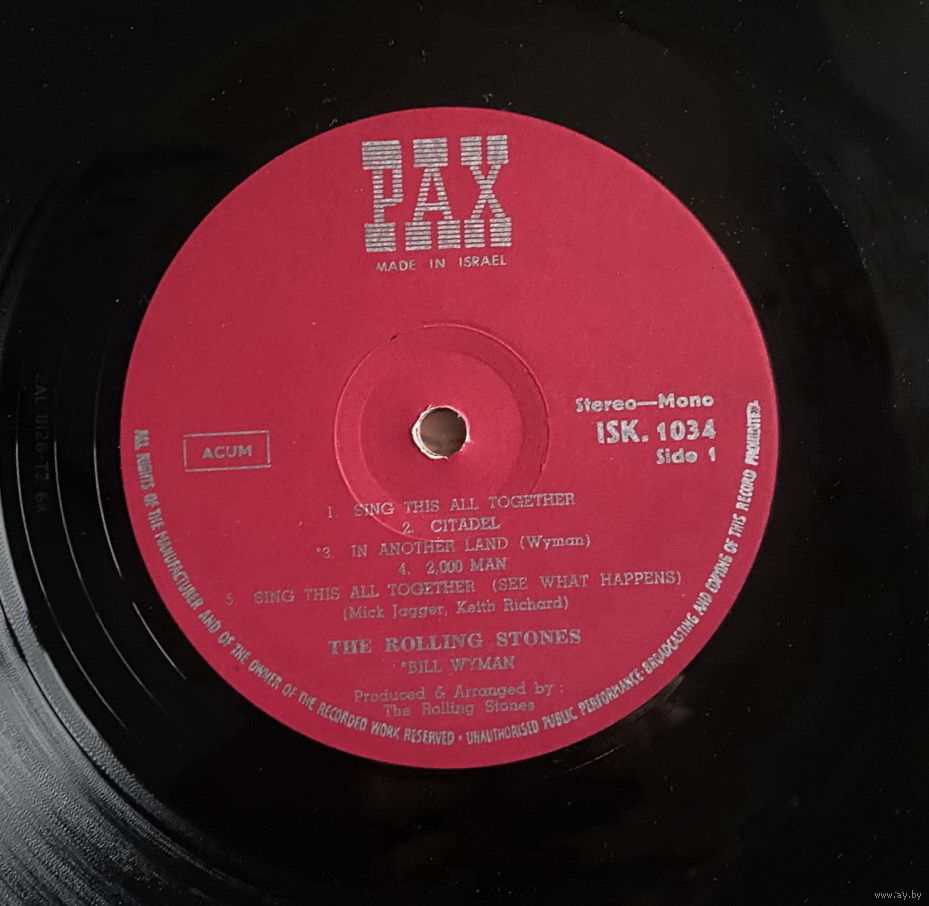 PAX
MADE IN ISRAEL
Stereo—Mono
ISK. 1034
Side 1
ACUM
1. SING THIS ALL TOGETHER
2. CITADEL
*3. IN ANOTHER LAND (Wyman)
4. 2,000 MAN
5. SING THIS ALL TOGETHER (SEE WHAT HAPPENS)
(Mick Jagger, Keith Richard)
THE ROLLING STONES
*BILL WYMAN
Produced & Arranged by:
The Rolling Stones
ALL RIGHTS OF THE MANUFACTURER AND OF THE OWNER OF THE RECORDED WORK RESERVED • UNAUTHORISED PUBLIC PERFORMANCE·BROADCASTING AND COPYING OF THIS RECORD PROHIBITED
www.ay.by